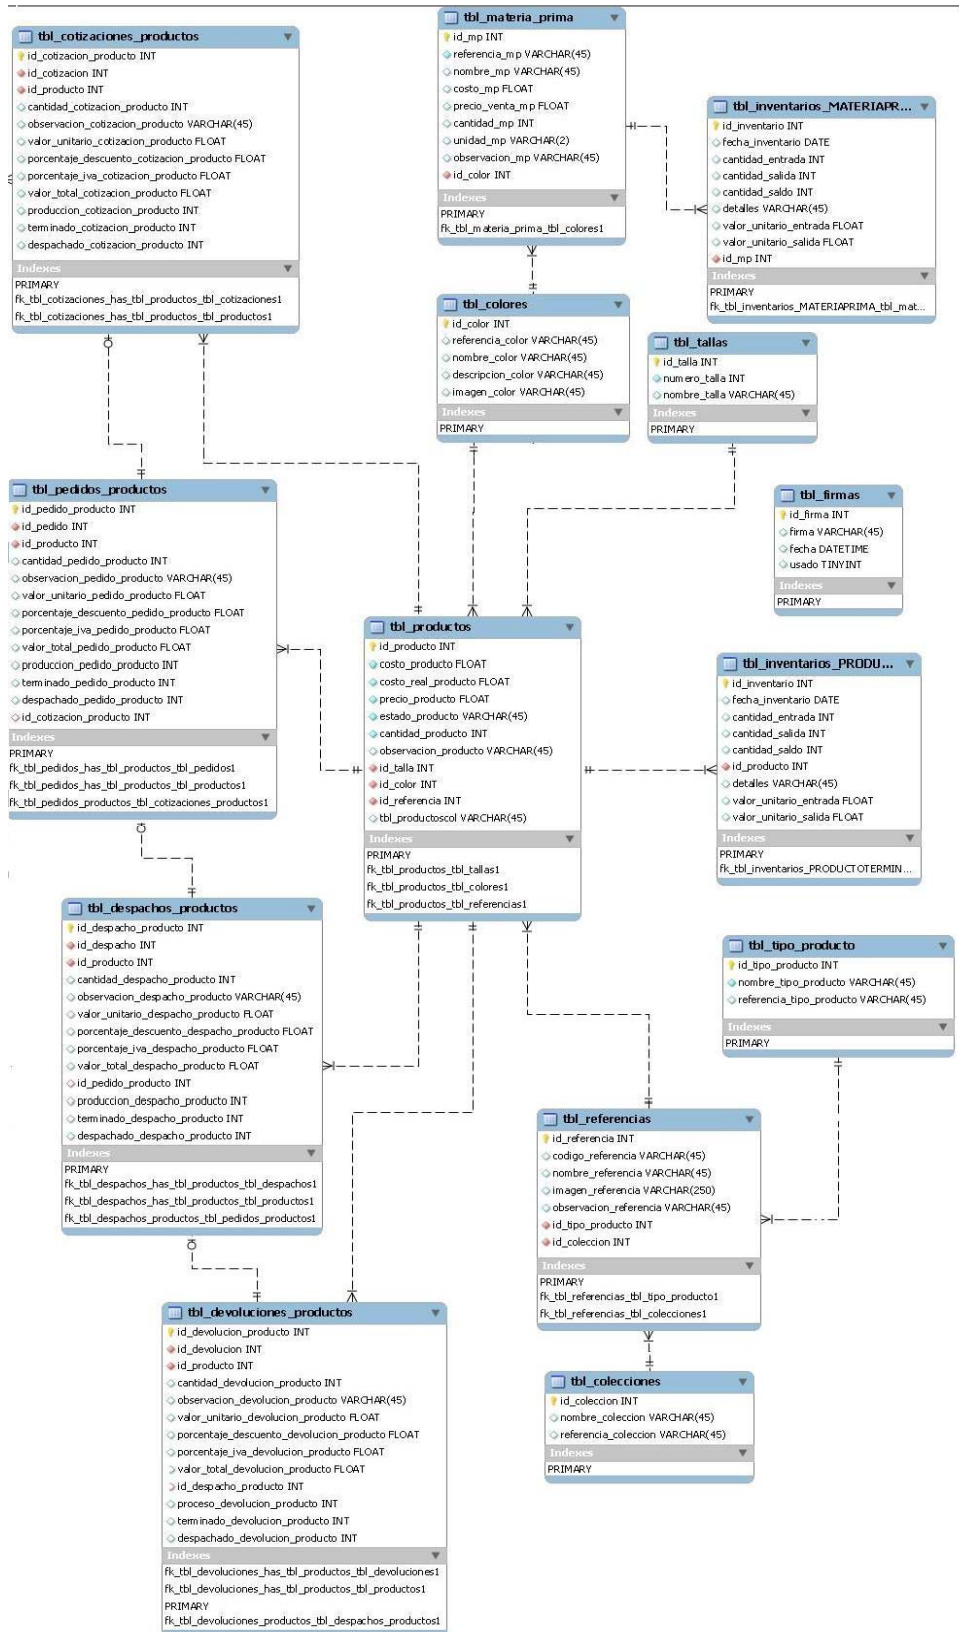 tbl_cotizaciones_productos
id_cotizacion_producto INT
id_cotizacion INT
id_producto INT
cantidad_cotizacion_producto INT
observacion_cotizacion_producto VARCHAR(45)
valor_unitario_cotizacion_producto FLOAT
porcentaje_descuento_cotizacion_producto FLOAT
porcentaje_iva_cotizacion_producto FLOAT
valor_total_cotizacion_producto FLOAT
produccion_cotizacion_producto INT
terminado_cotizacion_producto INT
despachado_cotizacion_producto INT
Indexes
PRIMARY
fk_tbl_cotizaciones_has_tbl_productos_tbl_cotizaciones1
fk_tbl_cotizaciones_has_tbl_productos_tbl_productos1
tbl_materia_prima
id_mp INT
referencia_mp VARCHAR(45)
nombre_mp VARCHAR(45)
costo_mp FLOAT
precio_venta_mp FLOAT
cantidad_mp INT
unidad_mp VARCHAR(2)
observacion_mp VARCHAR(45)
id_color INT
Indexes
PRIMARY
fk_tbl_materia_prima_tbl_colores1
tbl_inventarios_MATERIAPR...
id_inventario INT
fecha_inventario DATE
cantidad_entrada INT
cantidad_salida INT
cantidad_saldo INT
detalles VARCHAR(45)
valor_unitario_entrada FLOAT
valor_unitario_salida FLOAT
id_mp INT
Indexes
PRIMARY
fk_tbl_inventarios_MATERIAPRIMA_tbl_mat...
tbl_colores
id_color INT
referencia_color VARCHAR(45)
nombre_color VARCHAR(45)
descripcion_color VARCHAR(45)
imagen_color VARCHAR(45)
Indexes
PRIMARY
tbl_tallas
id_talla INT
numero_talla INT
nombre_talla VARCHAR(45)
Indexes
PRIMARY
tbl_pedidos_productos
id_pedido_producto INT
id_pedido INT
id_producto INT
cantidad_pedido_producto INT
observacion_pedido_producto VARCHAR(45)
valor_unitario_pedido_producto FLOAT
porcentaje_descuento_pedido_producto FLOAT
porcentaje_iva_pedido_producto FLOAT
valor_total_pedido_producto FLOAT
produccion_pedido_producto INT
terminado_pedido_producto INT
despachado_pedido_producto INT
id_cotizacion_producto INT
Indexes
PRIMARY
fk_tbl_pedidos_has_tbl_productos_tbl_pedidos1
fk_tbl_pedidos_has_tbl_productos_tbl_productos1
fk_tbl_pedidos_productos_tbl_cotizaciones_productos1
tbl_firmas
id_firma INT
firma VARCHAR(45)
fecha DATETIME
usado TINYINT
Indexes
PRIMARY
tbl_productos
id_producto INT
costo_producto FLOAT
costo_real_producto FLOAT
precio_producto FLOAT
estado_producto VARCHAR(45)
cantidad_producto INT
observacion_producto VARCHAR(45)
id_talla INT
id_color INT
id_referencia INT
tbl_productoscol VARCHAR(45)
Indexes
PRIMARY
fk_tbl_productos_tbl_tallas1
fk_tbl_productos_tbl_colores1
fk_tbl_productos_tbl_referencias1
tbl_inventarios_PRODU...
id_inventario INT
fecha_inventario DATE
cantidad_entrada INT
cantidad_salida INT
cantidad_saldo INT
id_producto INT
detalles VARCHAR(45)
valor_unitario_entrada FLOAT
valor_unitario_salida FLOAT
Indexes
PRIMARY
fk_tbl_inventarios_PRODUCTOTERMIN...
tbl_despachos_productos
id_despacho_producto INT
id_despacho INT
id_producto INT
cantidad_despacho_producto INT
observacion_despacho_producto VARCHAR(45)
valor_unitario_despacho_producto FLOAT
porcentaje_descuento_despacho_producto FLOAT
porcentaje_iva_despacho_producto FLOAT
valor_total_despacho_producto FLOAT
id_pedido_producto INT
produccion_despacho_producto INT
terminado_despacho_producto INT
despachado_despacho_producto INT
Indexes
PRIMARY
fk_tbl_despachos_has_tbl_productos_tbl_despachos1
fk_tbl_despachos_has_tbl_productos_tbl_productos1
fk_tbl_despachos_productos_tbl_pedidos_productos1
tbl_tipo_producto
id_tipo_producto INT
nombre_tipo_producto VARCHAR(45)
referencia_tipo_producto VARCHAR(45)
Indexes
PRIMARY
tbl_referencias
id_referencia INT
codigo_referencia VARCHAR(45)
nombre_referencia VARCHAR(45)
imagen_referencia VARCHAR(250)
observacion_referencia VARCHAR(45)
id_tipo_producto INT
id_coleccion INT
Indexes
PRIMARY
fk_tbl_referencias_tbl_tipo_producto1
fk_tbl_referencias_tbl_colecciones1
tbl_devoluciones_productos
id_devolucion_producto INT
id_devolucion INT
id_producto INT
cantidad_devolucion_producto INT
observacion_devolucion_producto VARCHAR(45)
valor_unitario_devolucion_producto FLOAT
porcentaje_descuento_devolucion_producto FLOAT
porcentaje_iva_devolucion_producto FLOAT
valor_total_devolucion_producto FLOAT
id_despacho_producto INT
proceso_devolucion_producto INT
terminado_devolucion_producto INT
despachado_devolucion_producto INT
Indexes
fk_tbl_devoluciones_has_tbl_productos_tbl_devoluciones1
fk_tbl_devoluciones_has_tbl_productos_tbl_productos1
PRIMARY
fk_tbl_devoluciones_productos_tbl_despachos_productos1
tbl_colecciones
id_coleccion INT
nombre_coleccion VARCHAR(45)
referencia_coleccion VARCHAR(45)
Indexes
PRIMARY